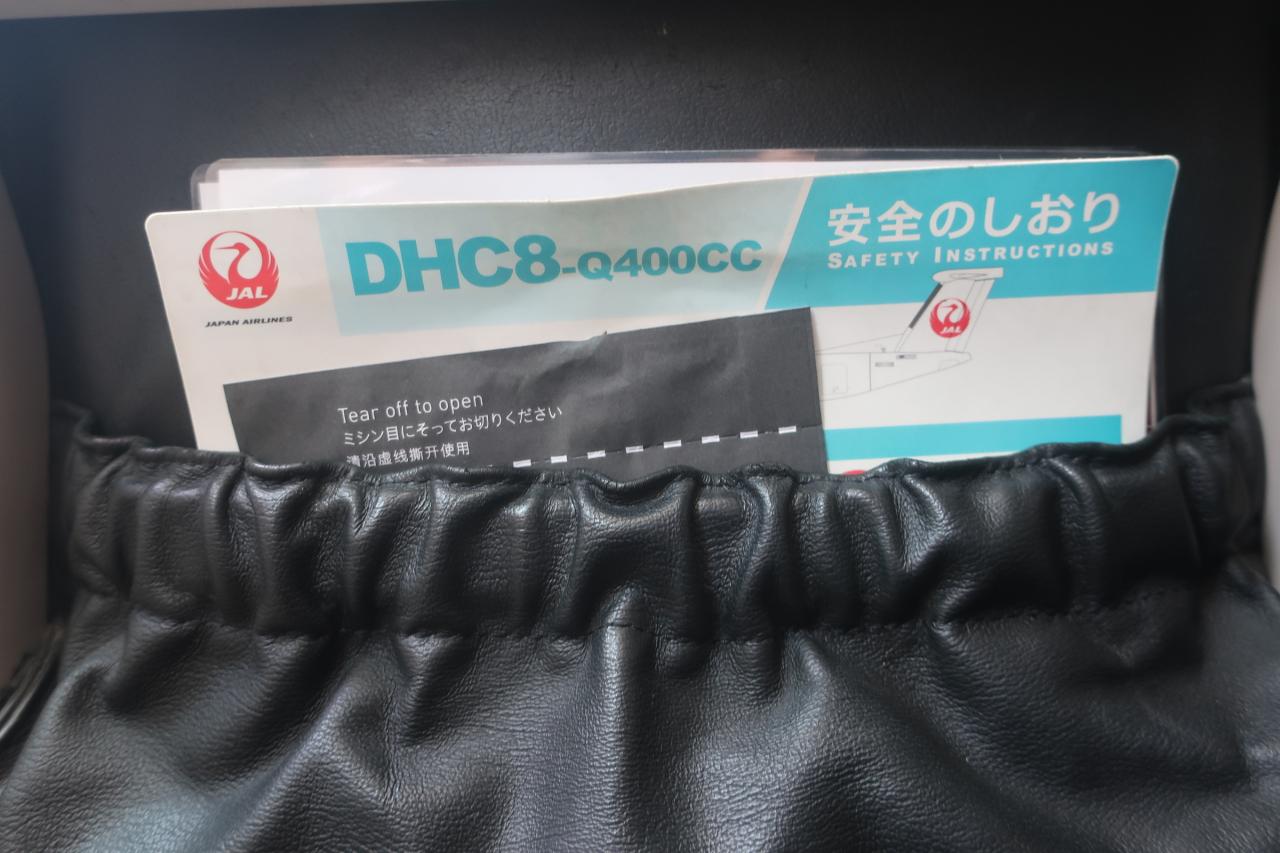 JAL
JAPAN AIRLINES
DHC8-Q400CC
安全のしおり
SAFETY INSTRUCTIONS
JAL
Tear off to open
ミシン目にそってお切りください
请沿虚线撕开使用